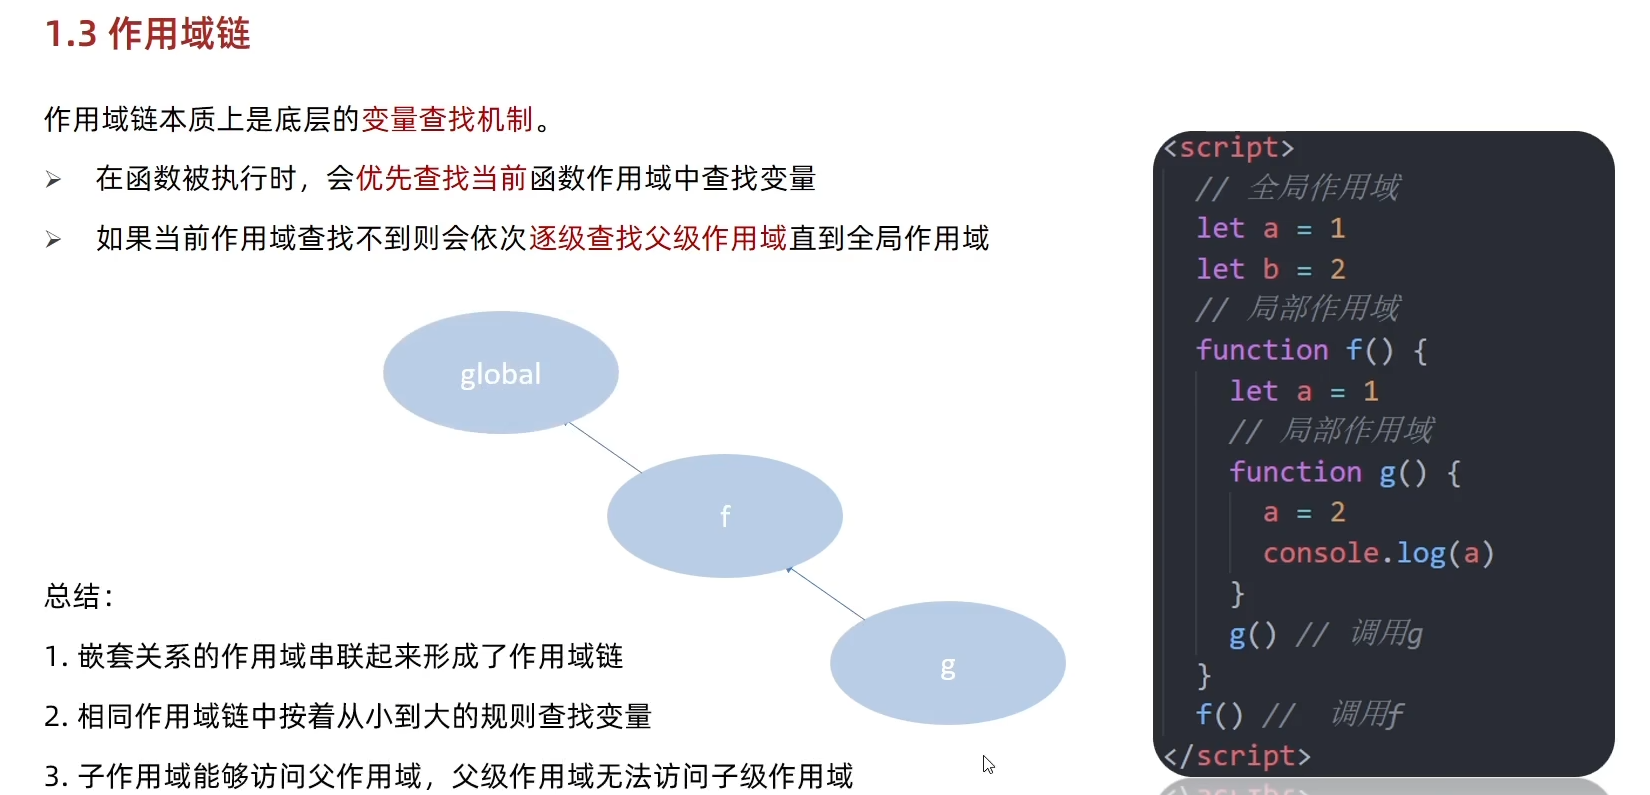 1.3 作用域链
作用域链本质上是底层的变量查找机制。
在函数被执行时，会优先查找当前函数作用域中查找变量
如果当前作用域查找不到则会依次逐级查找父级作用域直到全局作用域
global
f
g
总结：
1. 嵌套关系的作用域串联起来形成了作用域链
2. 相同作用域链中按着从小到大的规则查找变量
3. 子作用域能够访问父作用域，父级作用域无法访问子级作用域
<script>
// 全局作用域
let a = 1
let b = 2
// 局部作用域
function f() {
let a = 1
// 局部作用域
function g() {
a = 2
console.log(a)
}
g() // 调用g
}
f() // 调用f
</script>